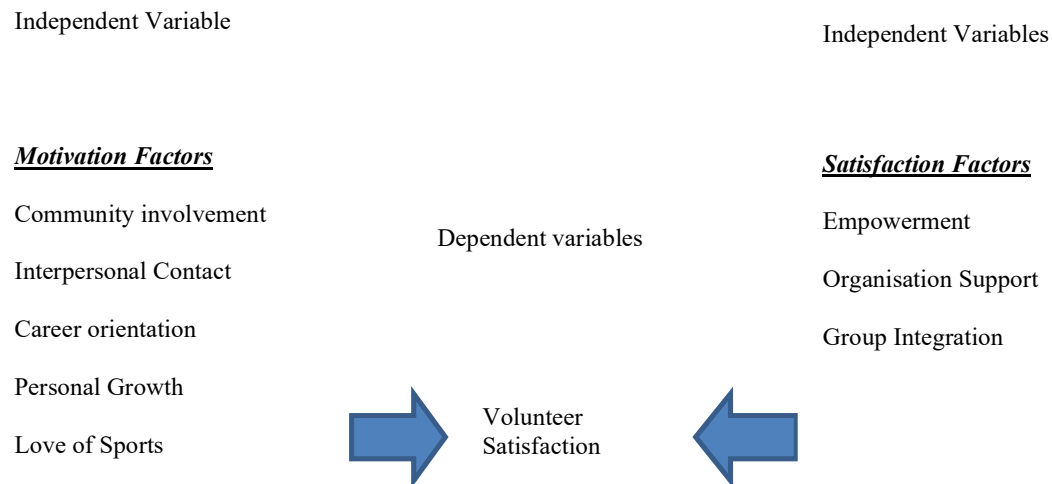 Independent Variable
Motivation Factors
Community involvement
Interpersonal Contact
Career orientation
Personal Growth
Love of Sports
Dependent variables
Volunteer
Satisfaction
Independent Variables
Satisfaction Factors
Empowerment
Organisation Support
Group Integration